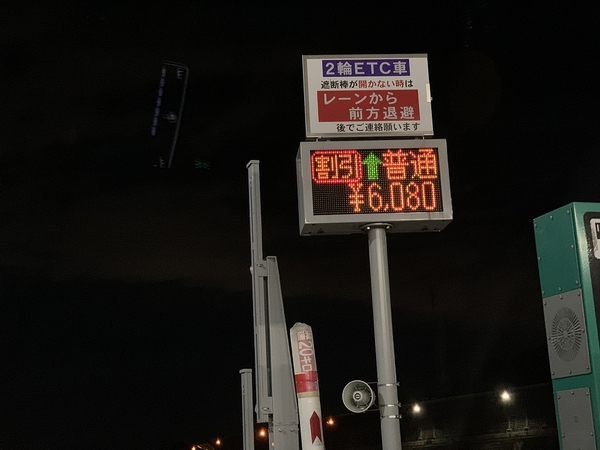 2輪ETC車
遮断棒が開かない時は
レーンから
前方退避
後でご連絡願います
割引 ↑ 普通
¥6,080
20キロ